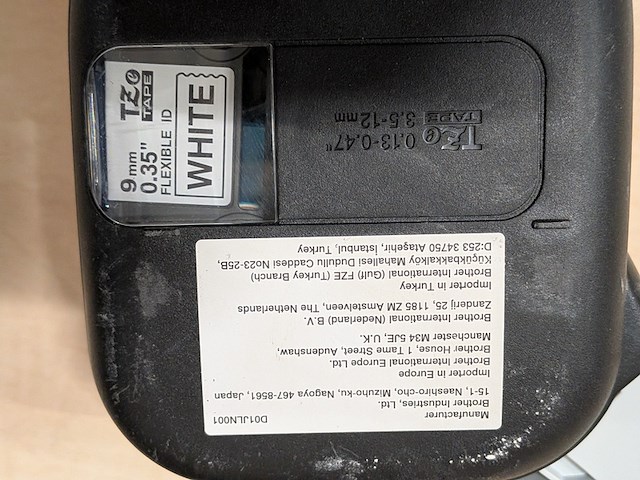 TZe
TAPE
9mm
0.35"
FLEXIBLE ID
WHITE
TZe
TAPE
0.13-0.47"
3.5-12mm
Manufacturer
D01JLN001
Brother Industries, Ltd.
15-1, Naeshiro-cho, Mizuho-ku, Nagoya 467-8561, Japan
Importer in Europe
Brother International Europe Ltd.
Brother, House, 1 Tame Street, Audenshaw,
Manchester M34 5JE, U.K.
Brother International (Nederland) B.V.
Zanderij 25, 1185 ZM Amstelveen, The Netherlands
Importer in Turkey
Brother International (Gulf) FZE (Turkey Branch)
Küçükbakkalköy Mahallesi Dudullu Caddesi No23-25B,
D:253 34750 Ataşehir, İstanbul, Turkey